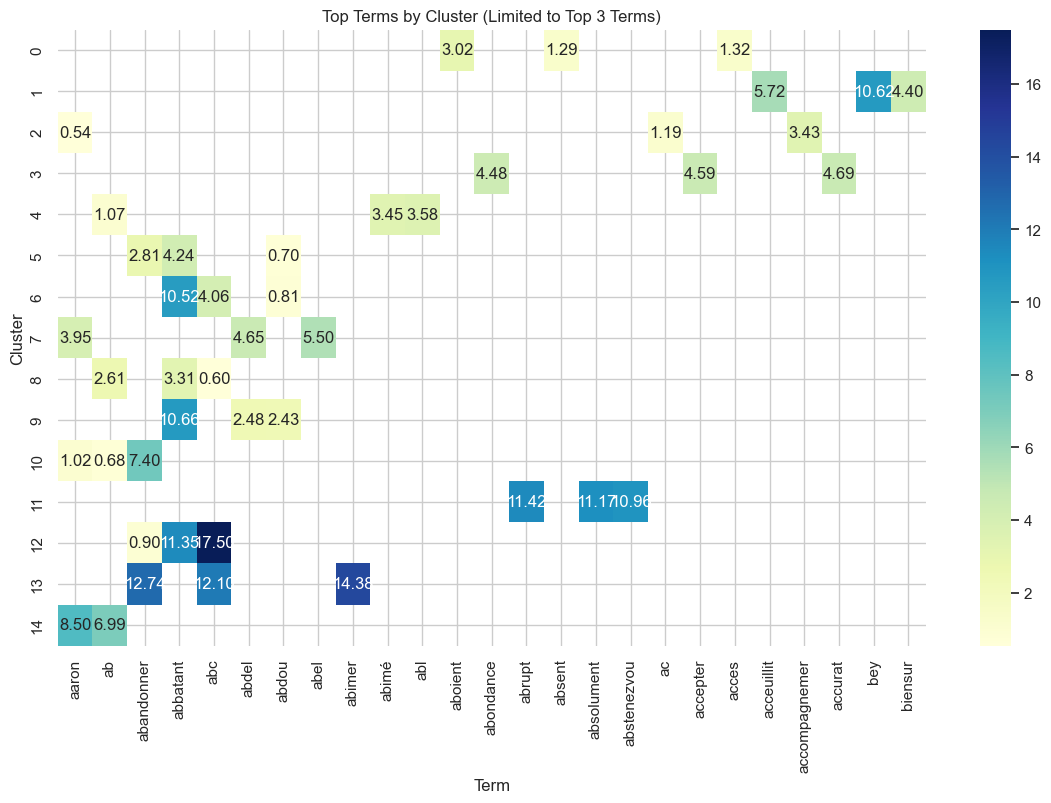 Top Terms by Cluster (Limited to Top 3 Terms)
0 3.02 1.29 1.32
1 5.72 10.62 4.40
2 0.54 1.19 3.43
3 4.48 4.59 4.69
4 1.07 3.45 3.58
5 2.81 4.24 0.70
6 10.52 4.06 0.81
7 3.95 4.65 5.50
8 2.61 3.31 0.60
9 10.66 2.48 2.43
10 1.02 0.68 7.40
11 11.42 11.17 10.96
12 0.90 11.35 17.50
13 12.74 12.10 14.38
14 8.50 6.99
Cluster
aaron
ab
abandonner
abbatant
abc
abdel
abdou
abel
abimer
abimé
abl
aboient
abondance
abrupt
absent
absolument
abstenezvou
ac
accepter
acces
acceuillit
accompagnemer
accurat
bey
biensur
Term
16
14
12
10
8
6
4
2